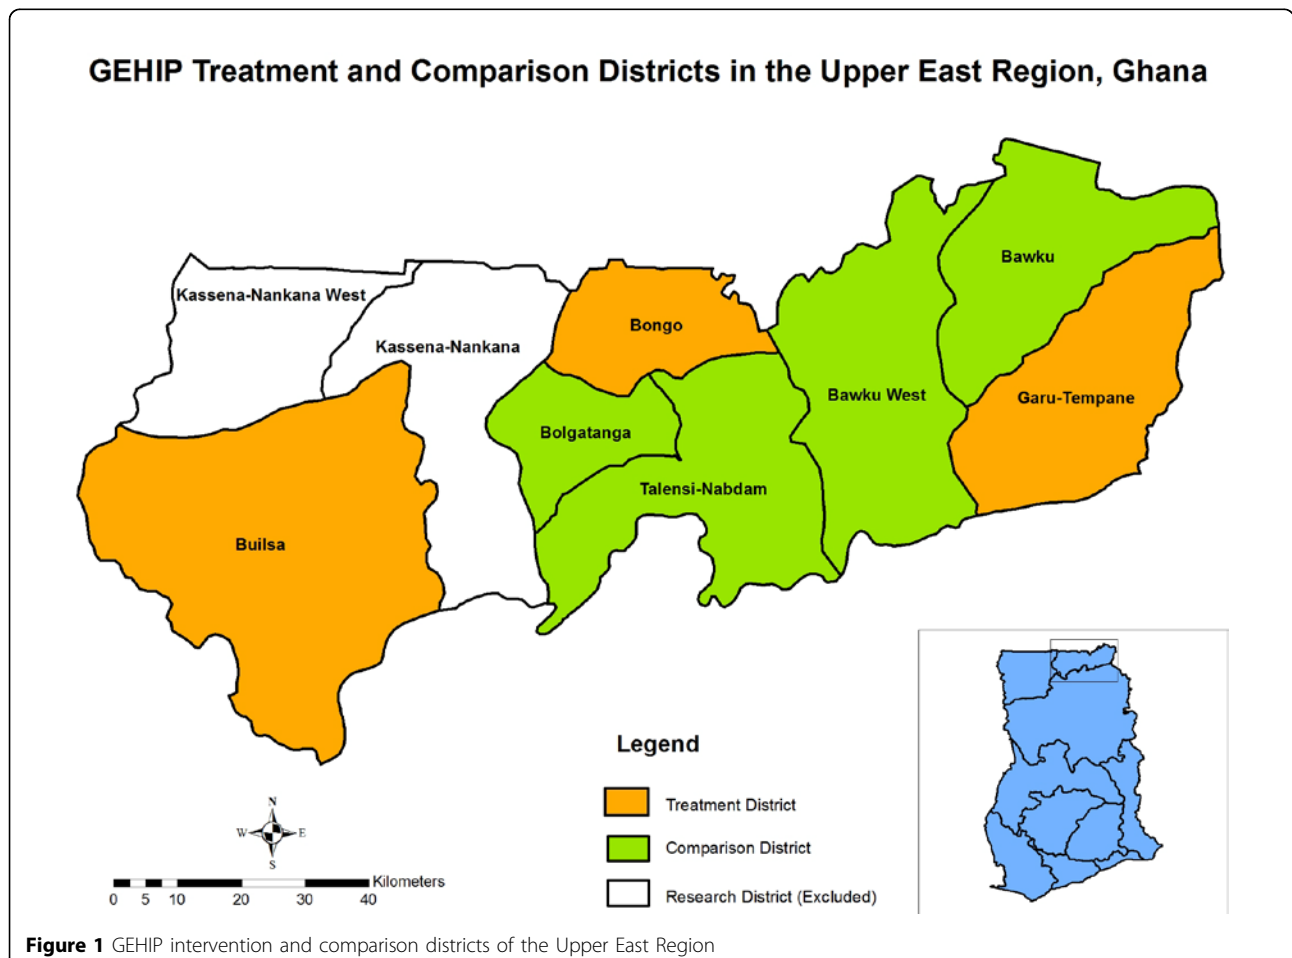 GEHIP Treatment and Comparison Districts in the Upper East Region, Ghana
Bawku
Kassena-Nankana West
Bongo
Kassena-Nankana
Bawku West
Garu-Tempane
Bolgatanga
Talensi-Nabdam
Builsa
Legend
Treatment District
Comparison District
Research District (Excluded)
N
W E
S
Kilometers
0 5 10 20 30 40
Figure 1 GEHIP intervention and comparison districts of the Upper East Region